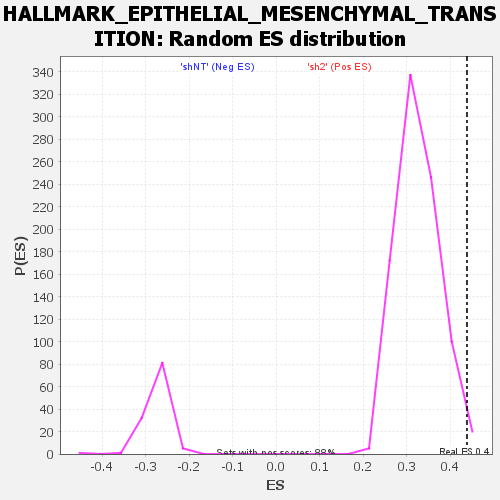 HALLMARK_EPITHELIAL_MESENCHYMAL_TRANS
ITION: Random ES distribution
'shNT' (Neg ES) 'sh2' (Pos ES)
340
320
300
280
260
240
220
200
180
160
140
120
100
80
60
40
20
0
P(ES)
Sets with pos scores: 88%
Real ES 0.4
-0.4 -0.3 -0.2 -0.1 0.0 0.1 0.2 0.3 0.4
ES